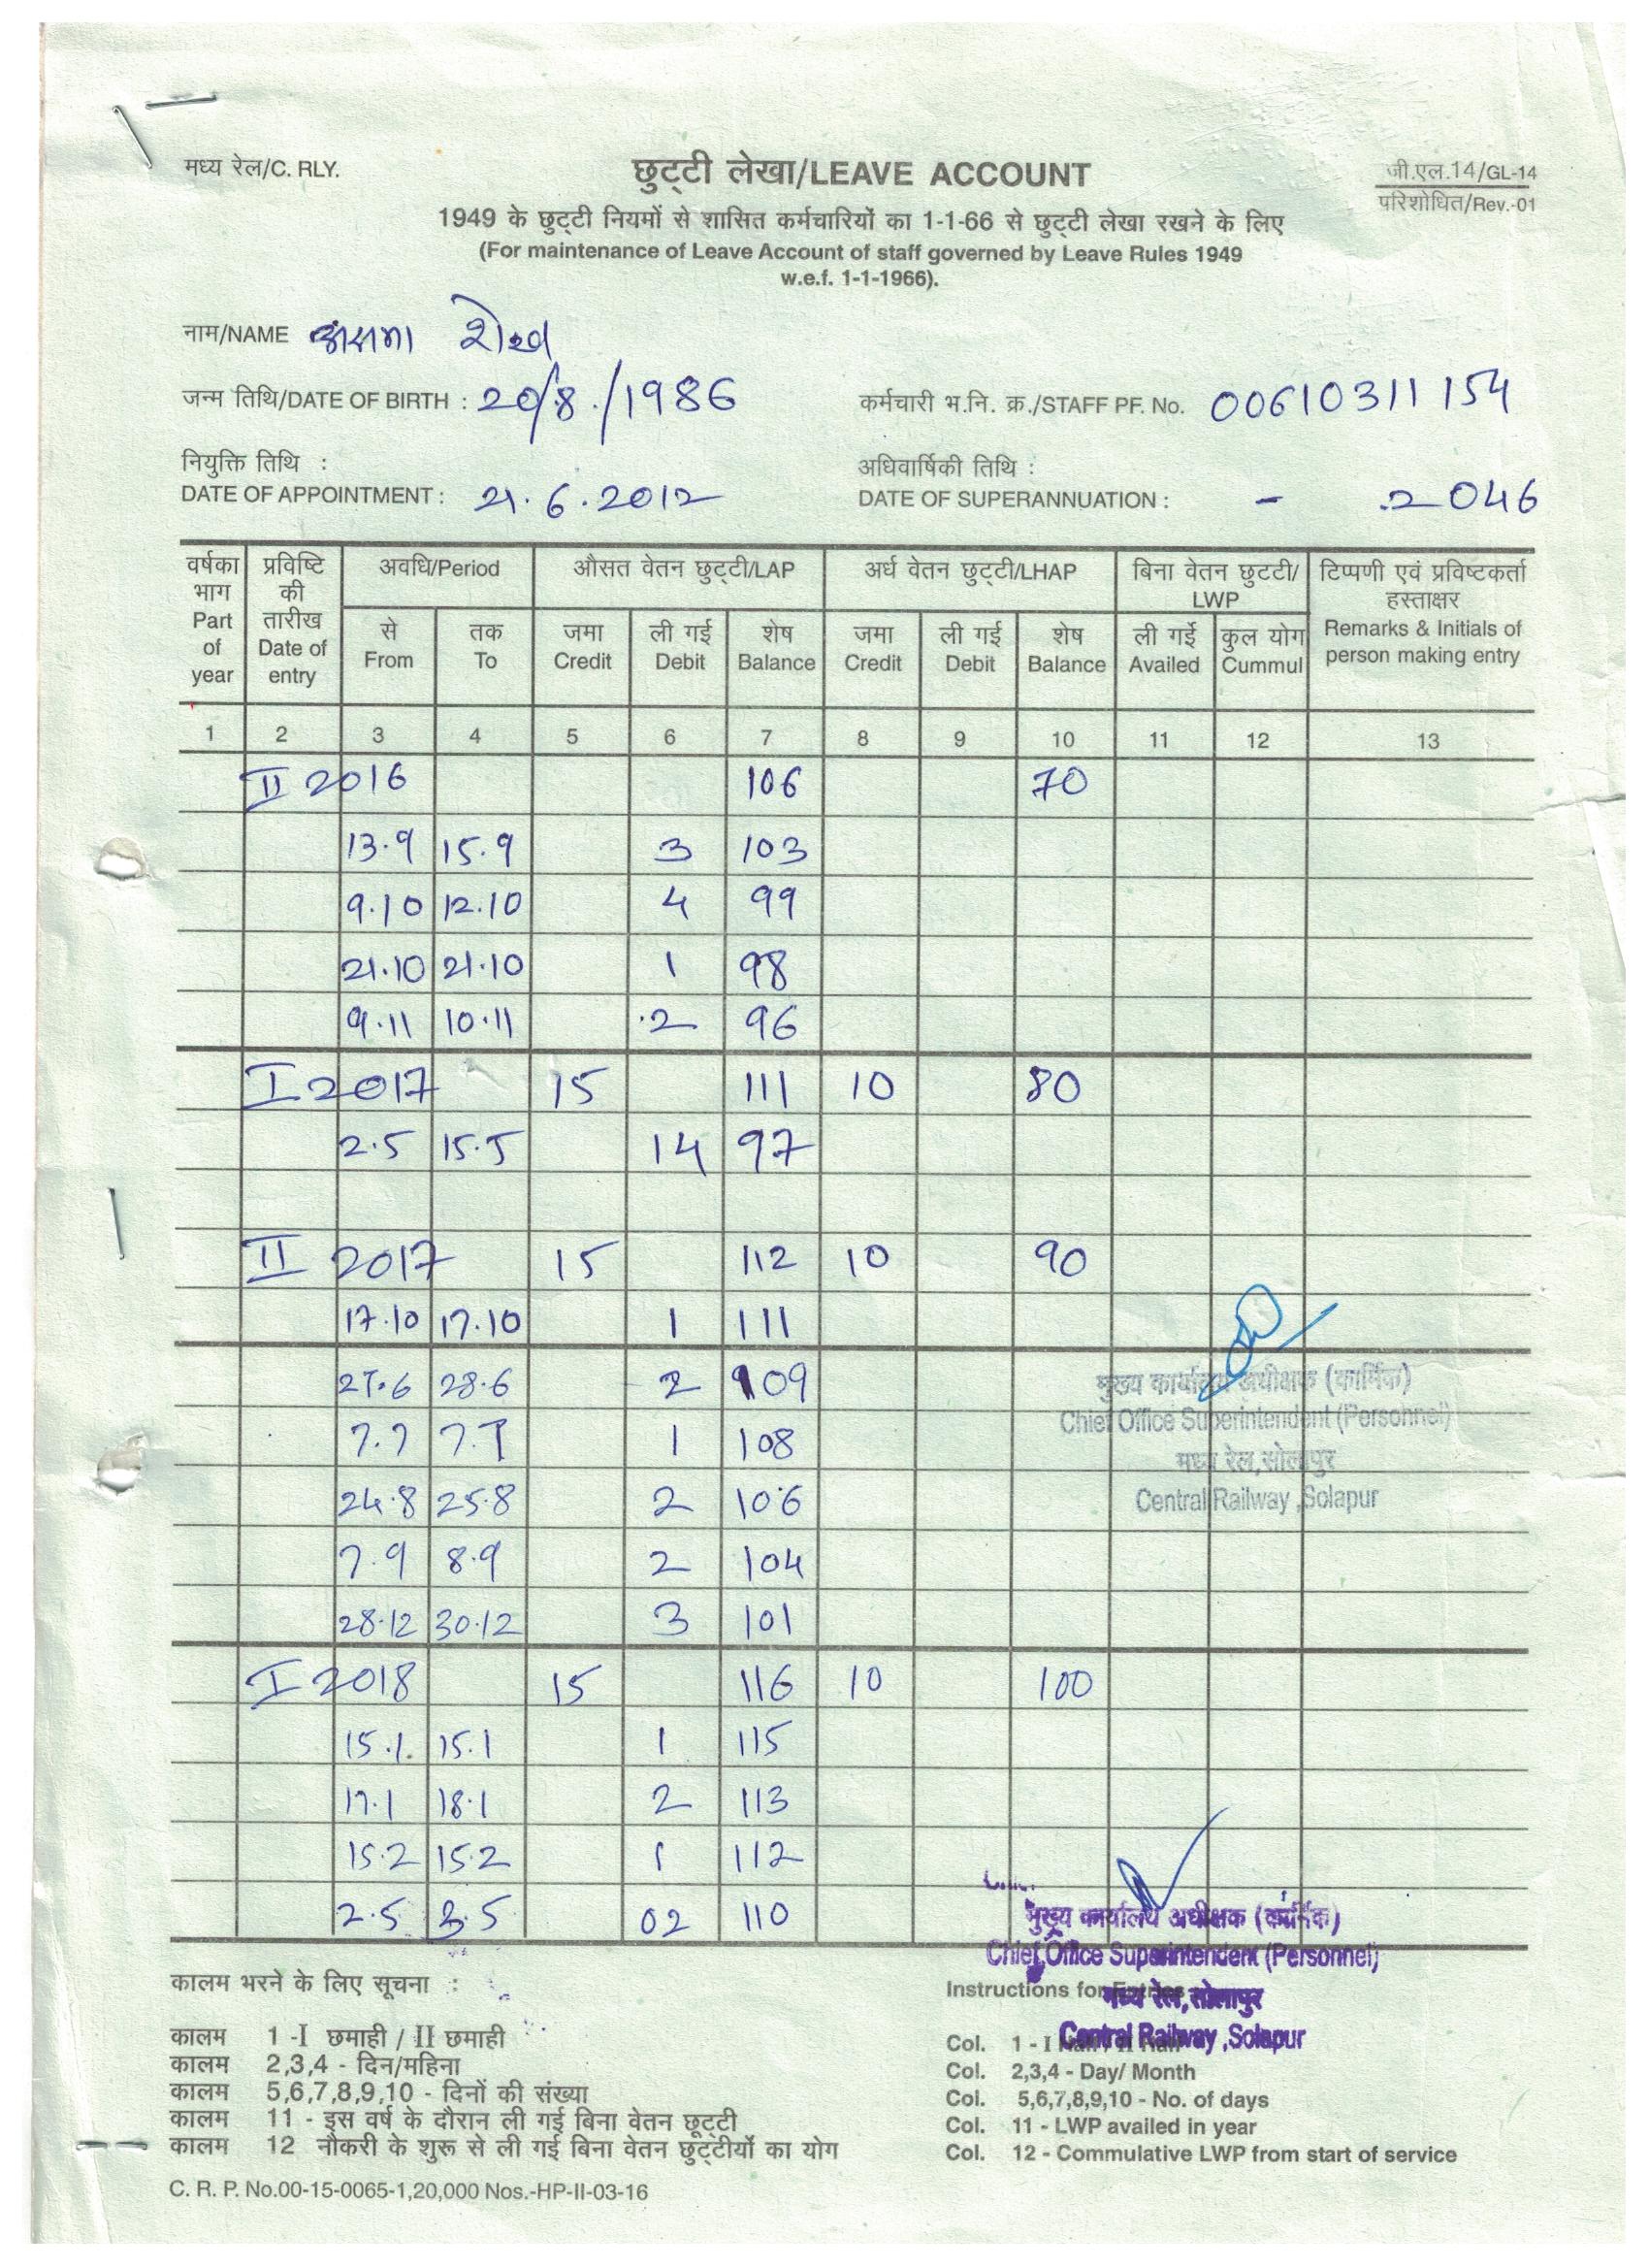 मध्य रेल/C. RLY.
छुट्टी लेखा/LEAVE ACCOUNT
जी.एल.14/GL-14
परिशोधित/Rev.-01
1949 के छुट्टी नियमों से शासित कर्मचारियों का 1-1-66 से छुट्टी लेखा रखने के लिए
(For maintenance of Leave Account of staff governed by Leave Rules 1949
w.e.f. 1-1-1966).
नाम/NAME शेख
जन्म तिथि/DATE OF BIRTH : 20/8./1986 कर्मचारी भ.नि. क्र./STAFF PF. No. 00610311154
नियुक्ति तिथि : अधिवार्षिकी तिथि :
DATE OF APPOINTMENT : 21.6.2012 DATE OF SUPERANNUATION : - 2046
वर्षका भाग Part of year प्रविष्टि की तारीख Date of entry अवधि/Period औसत वेतन छुट्टी/LAP अर्ध वेतन छुट्टी/LHAP बिना वेतन छुटटी/ LWP टिप्पणी एवं प्रविष्टकर्ता हस्ताक्षर Remarks & Initials of person making entry
से From तक To जमा Credit ली गई Debit शेष Balance जमा Credit ली गई Debit शेष Balance ली गई Availed कुल योग Cummul
1 2 3 4 5 6 7 8 9 10 11 12 13
II 2016 106 70
13.9 15.9 3 103
9.10 12.10 4 99
21.10 21.10 1 98
9.11 10.11 2 96
I 2017 15 111 10 80
2.5 15.5 14 97
II 2017 15 112 10 90
17.10 17.10 1 111
27.6 28.6 2 109
7.7 7.7 1 108
24.8 25.8 2 106
7.9 8.9 2 104
28.12 30.12 3 101
मुख्य कार्यालय अधीक्षक (कार्मिक)
Chief Office Superintendent (Personnel)
मध्य रेल,सोलापुर
Central Railway ,Solapur
I 2018 15 116 10 100
15.1. 15.1 1 115
17.1 18.1 2 113
15.2 15.2 1 112
2.5 3.5 02 110
मुख्य कार्यालय अधीक्षक (कार्मिक)
Chief Office Superintendent (Personnel)
मध्य रेल,सोलापुर
Central Railway ,Solapur
कालम भरने के लिए सूचना :
कालम 1 -I छमाही / II छमाही
कालम 2,3,4 - दिन/महिना
कालम 5,6,7,8,9,10 - दिनों की संख्या
कालम 11 - इस वर्ष के दौरान ली गई बिना वेतन छूट्टी
कालम 12 नौकरी के शुरू से ली गई बिना वेतन छुट्टीयों का योग
Instructions for Entries
Col. 1 - I Half / II Half
Col. 2,3,4 - Day/ Month
Col. 5,6,7,8,9,10 - No. of days
Col. 11 - LWP availed in year
Col. 12 - Commulative LWP from start of service
C. R. P. No.00-15-0065-1,20,000 Nos.-HP-II-03-16